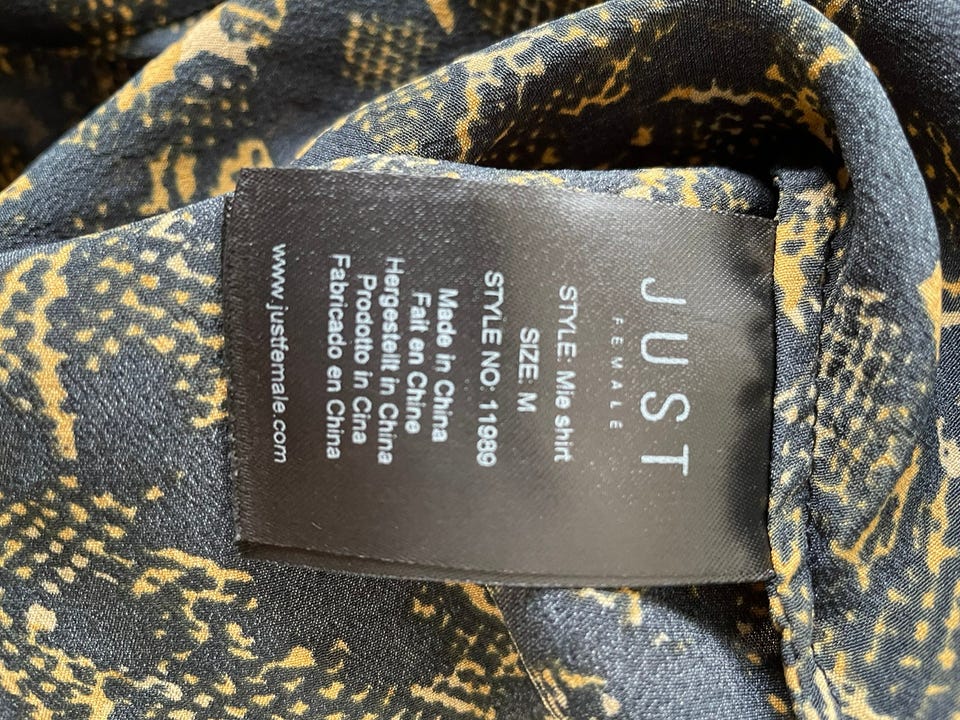 JUST
FEMALE
STYLE: Mie shirt
SIZE: M
STYLE NO: 11989
Made in China
Fait en Chine
Hergestellt in China
Prodotto in Cina
Fabricado en China
www.justfemale.com